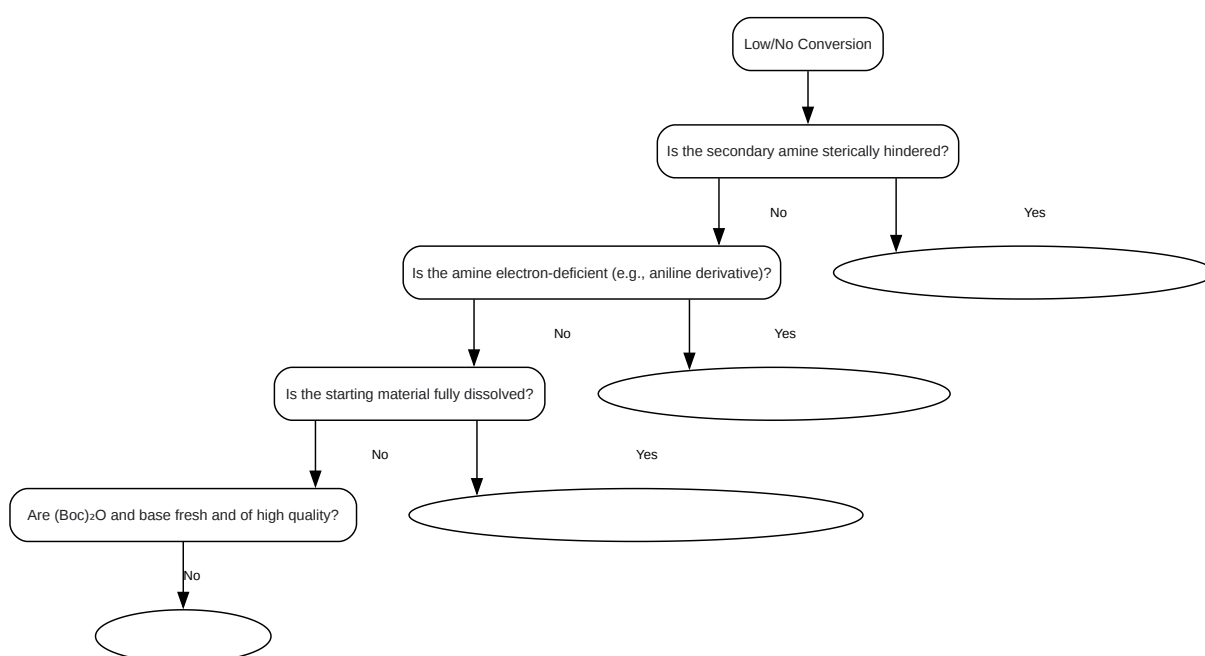 Low/No Conversion
Is the secondary amine sterically hindered?
No
Yes
Is the amine electron-deficient (e.g., aniline derivative)?
No
Yes
Is the starting material fully dissolved?
No
Yes
Are (Boc)₂O and base fresh and of high quality?
No